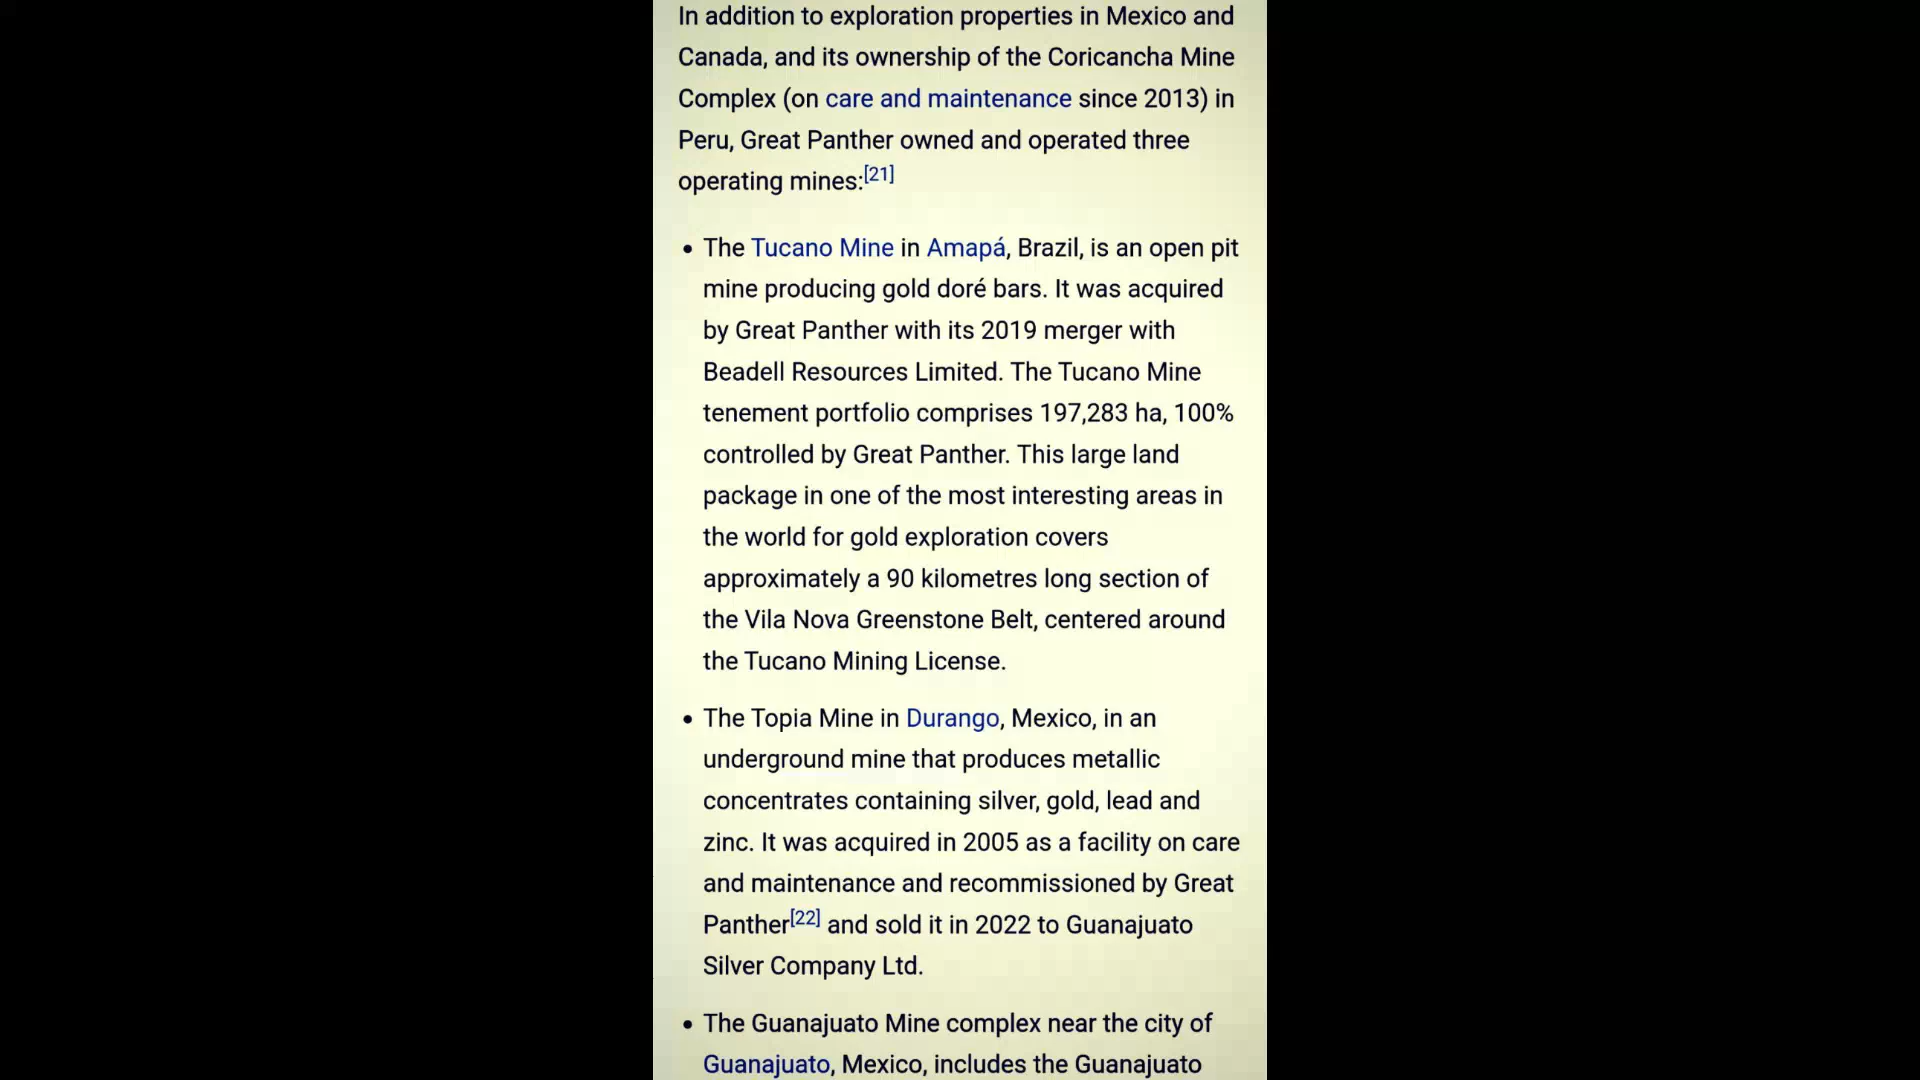 In addition to exploration properties in Mexico and
Canada, and its ownership of the Coricancha Mine
Complex (on care and maintenance since 2013) in
Peru, Great Panther owned and operated three
operating mines:[21]
• The Tucano Mine in Amapá, Brazil, is an open pit
mine producing gold doré bars. It was acquired
by Great Panther with its 2019 merger with
Beadell Resources Limited. The Tucano Mine
tenement portfolio comprises 197,283 ha, 100%
controlled by Great Panther. This large land
package in one of the most interesting areas in
the world for gold exploration covers
approximately a 90 kilometres long section of
the Vila Nova Greenstone Belt, centered around
the Tucano Mining License.
• The Topia Mine in Durango, Mexico, in an
underground mine that produces metallic
concentrates containing silver, gold, lead and
zinc. It was acquired in 2005 as a facility on care
and maintenance and recommissioned by Great
Panther[22] and sold it in 2022 to Guanajuato
Silver Company Ltd.
• The Guanajuato Mine complex near the city of
Guanajuato, Mexico, includes the Guanajuato